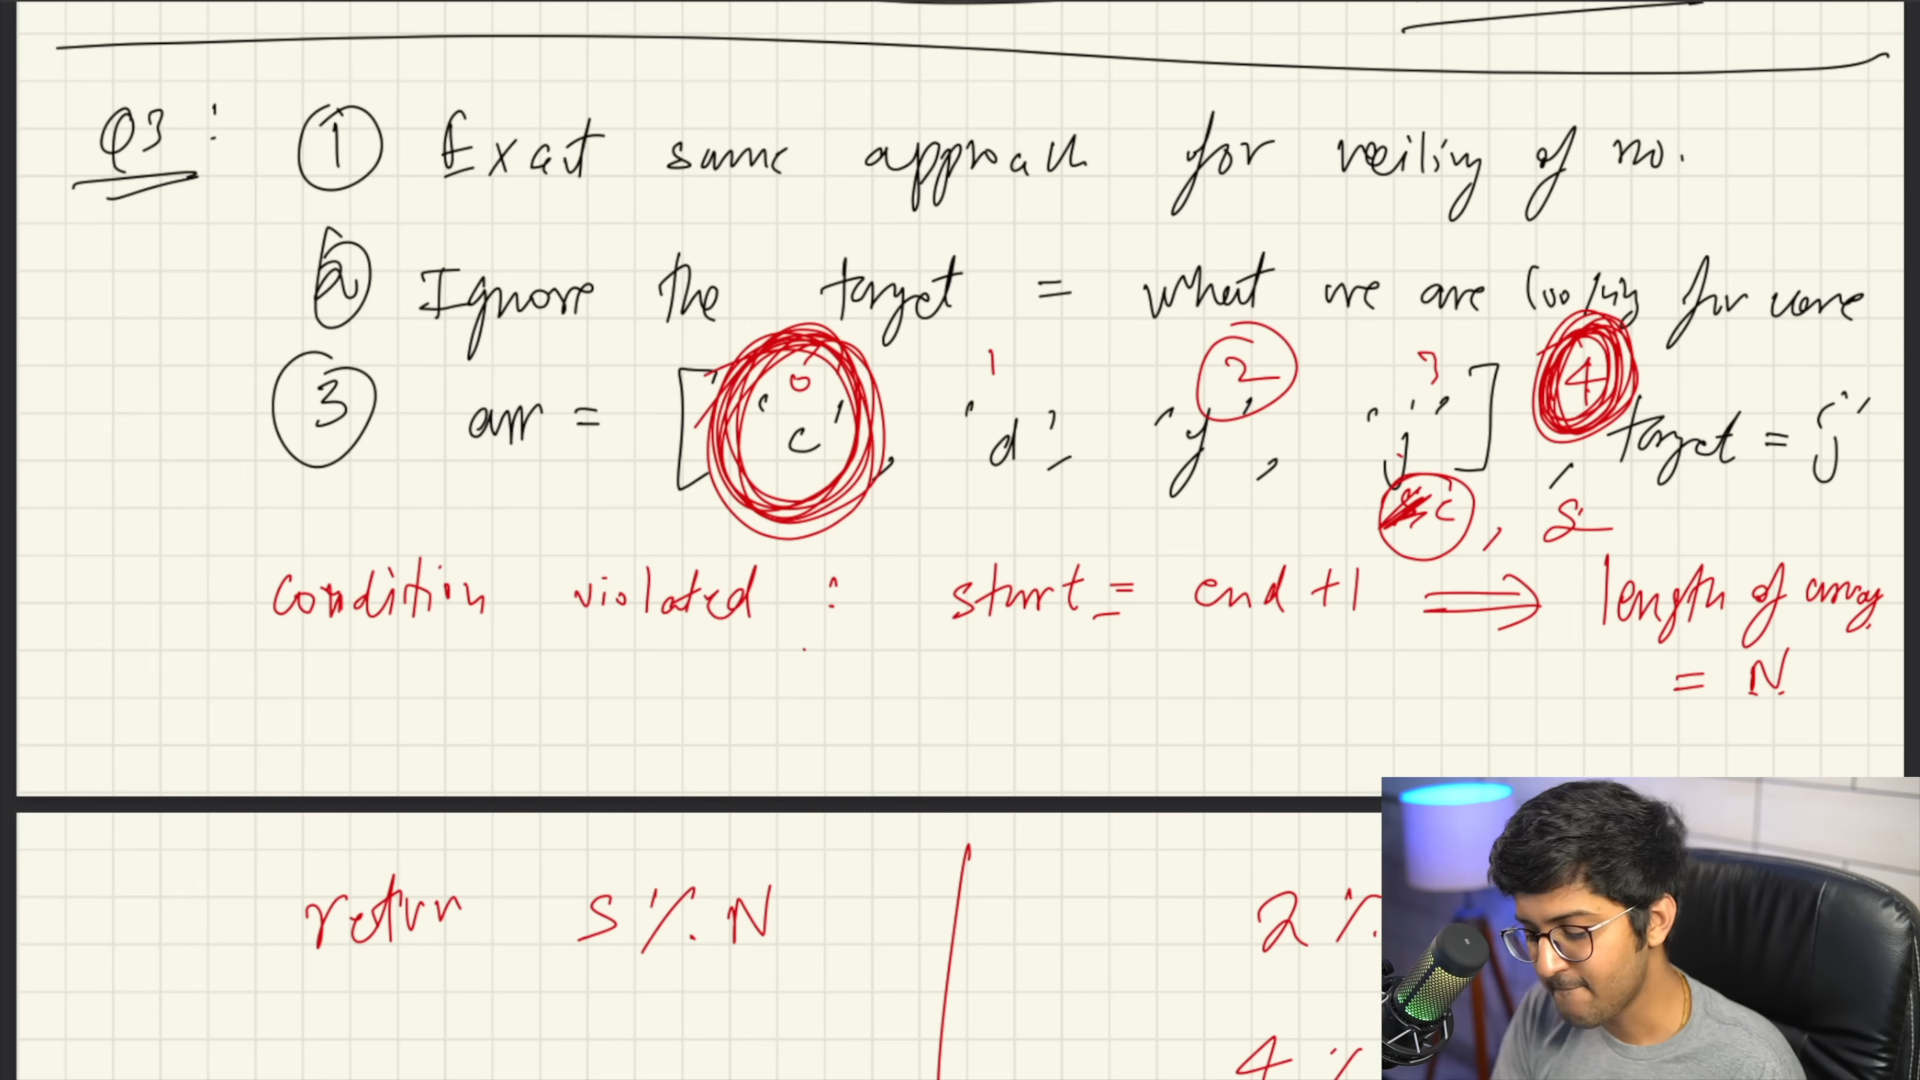 Q3 : ① Exact same approach for ceiling of no.
② Ignore the target = what we are looking for
0 1 2 3 4
③ arr = ['c', 'd', 'f', 'j'] , target = j
condition violated : start = end + 1 ⟹ length of array
= N
return s % N
2 %
4 %